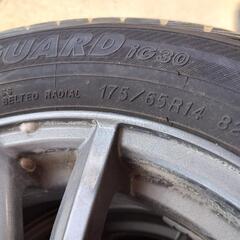 GUARD iG30
BELTED RADIAL
175/65R14 82